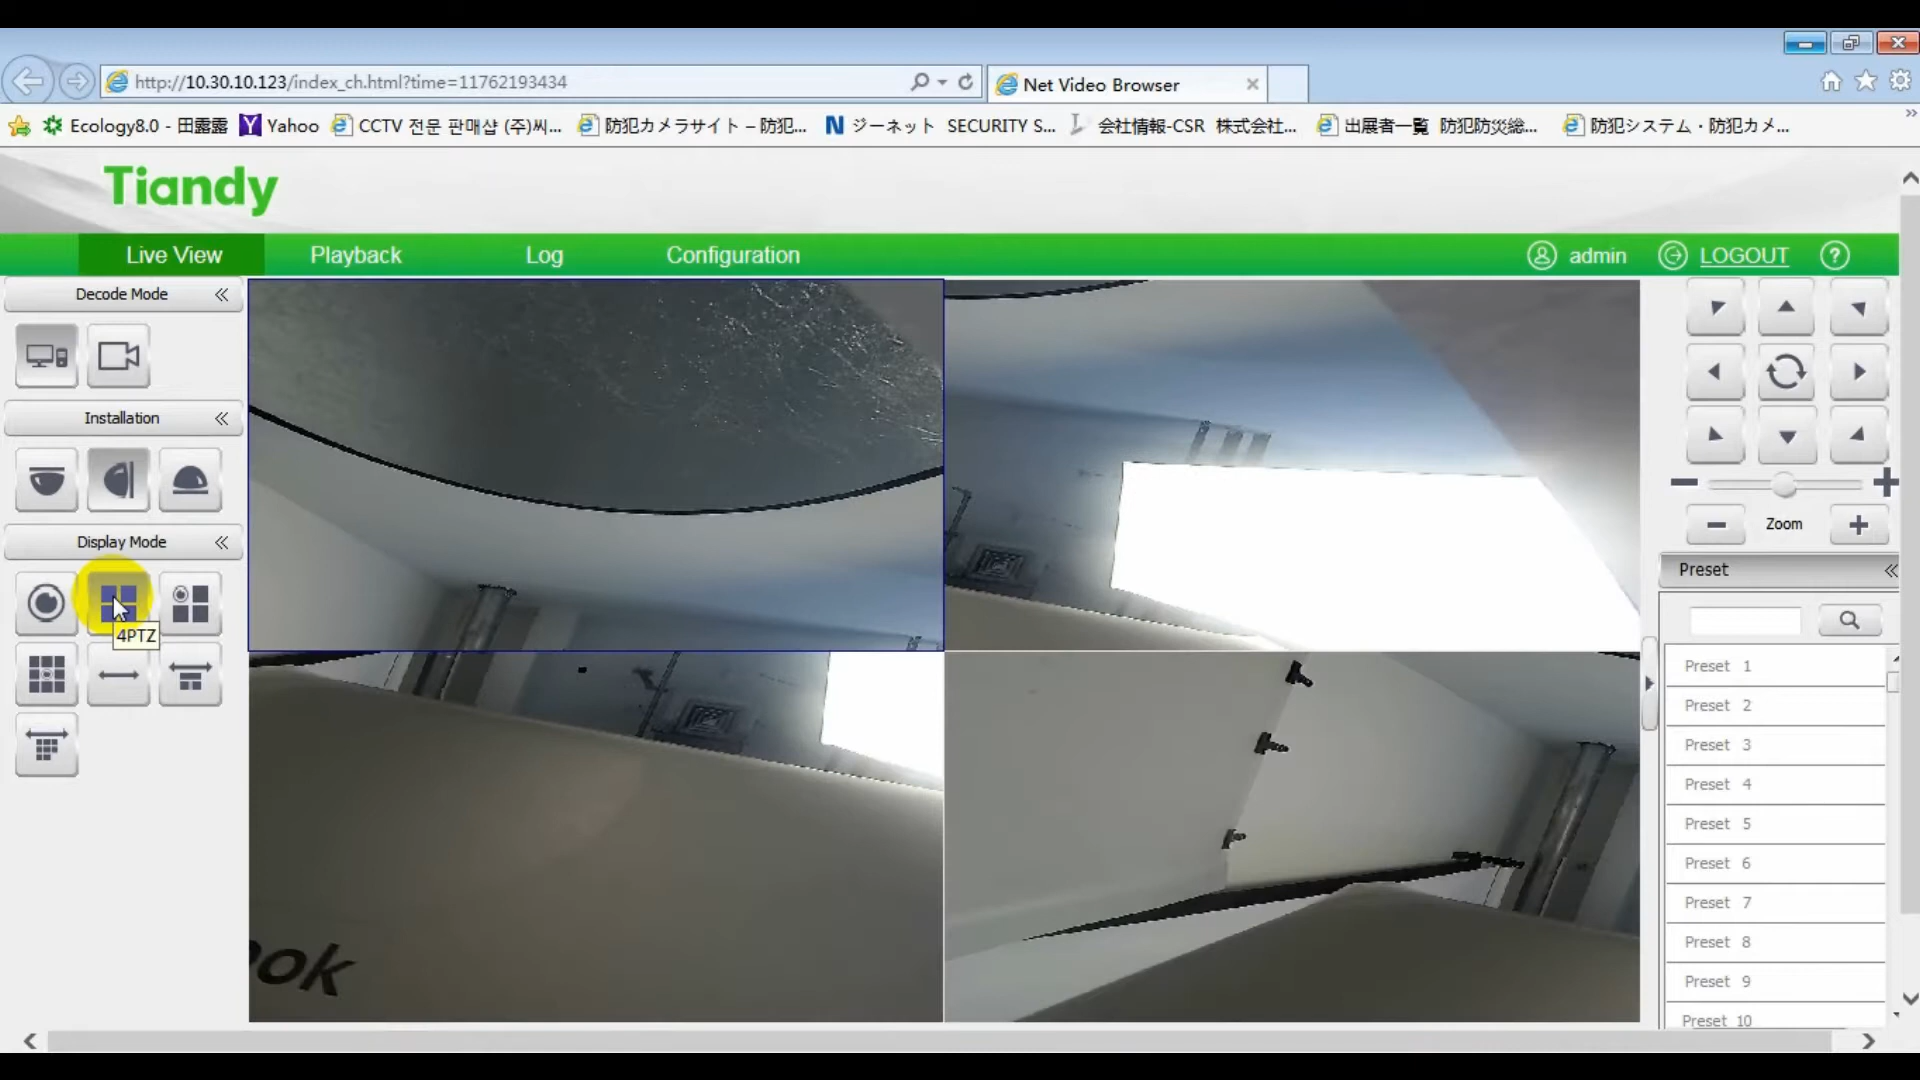 http://10.30.10.123/index_ch.html?time=11762193434
Net Video Browser
Ecology8.0 - 田露露
Yahoo
CCTV 전문 판매샵 (주)씨...
防犯カメラサイト – 防犯...
N ジーネット SECURITY S...
会社情報-CSR 株式会社...
出展者一覧 防犯防災総...
防犯システム・防犯カメ...
Tiandy
Live View
Playback
Log
Configuration
admin
LOGOUT
?
Decode Mode
Installation
Display Mode
4PTZ
Zoom
Preset
Preset 1
Preset 2
Preset 3
Preset 4
Preset 5
Preset 6
Preset 7
Preset 8
Preset 9
Preset 10
ook